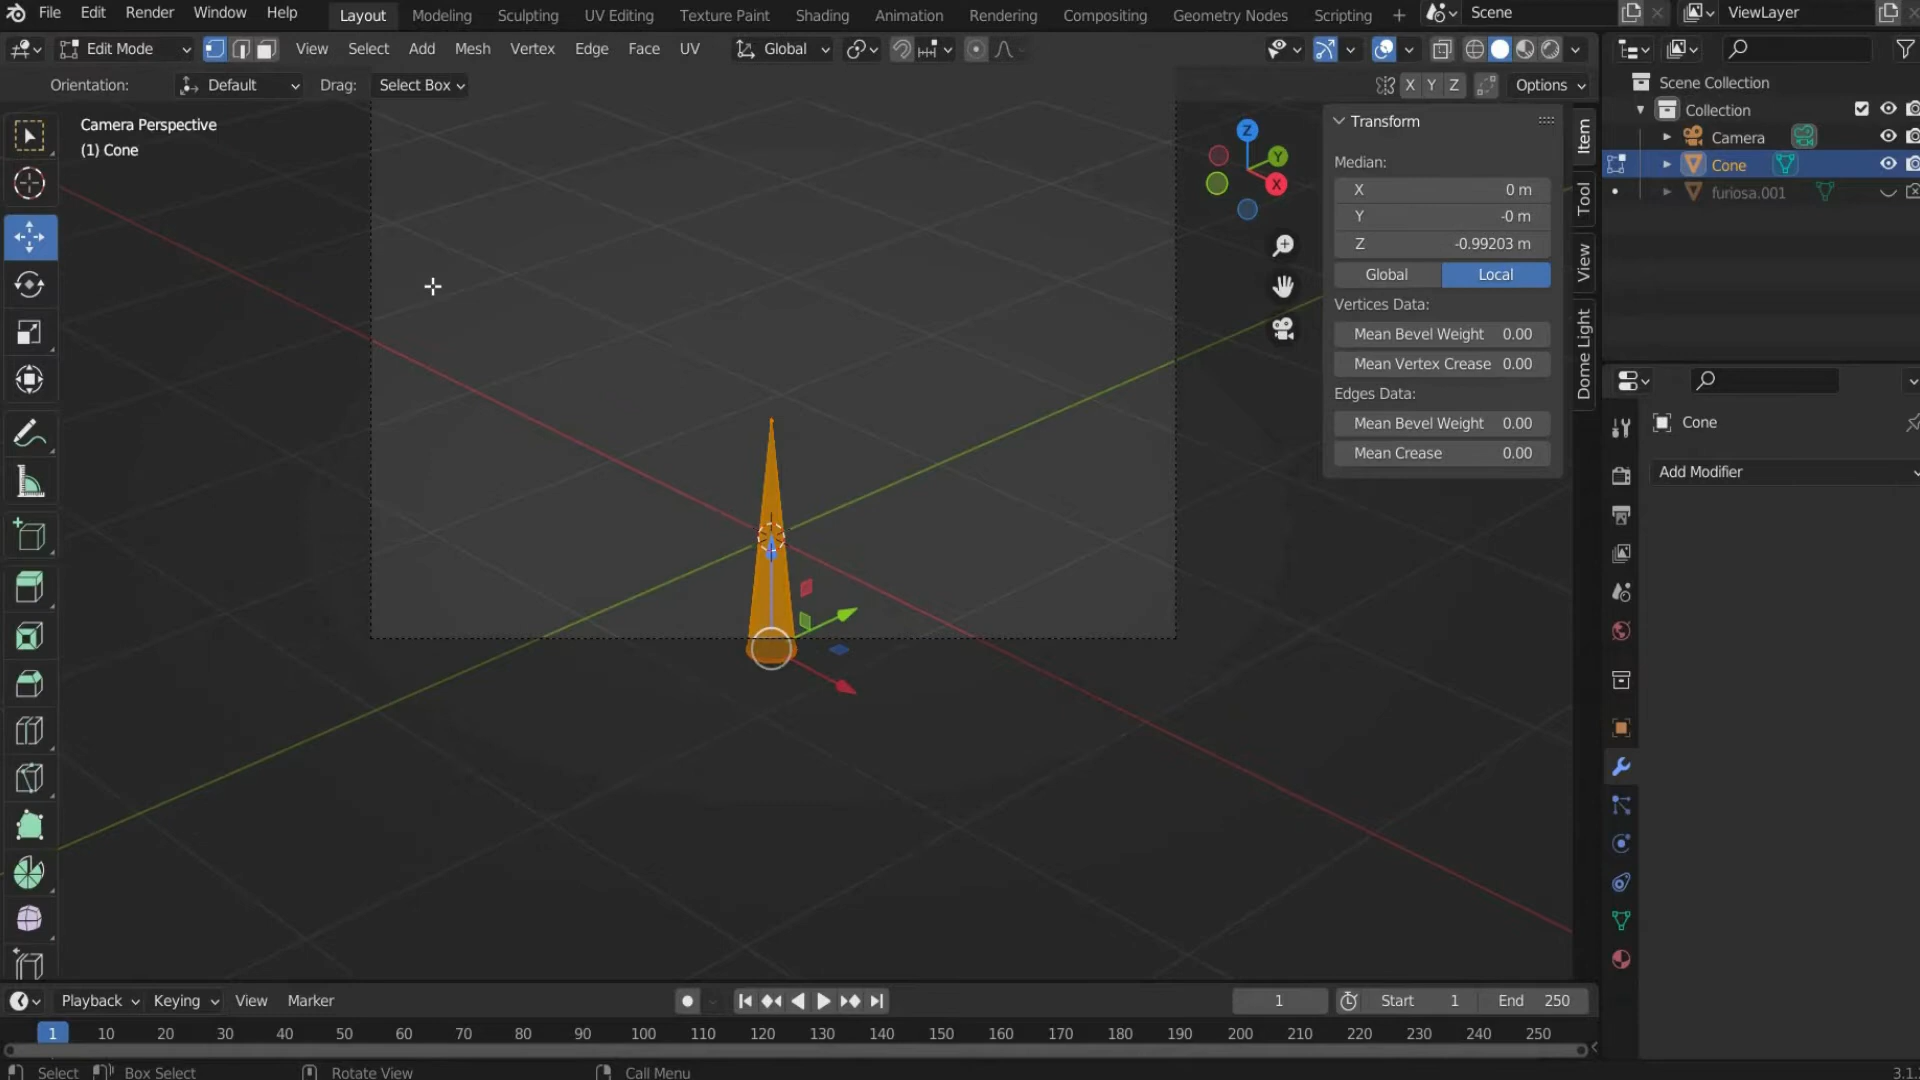 File Edit Render Window Help Layout Modeling Sculpting UV Editing Texture Paint Shading Animation Rendering Compositing Geometry Nodes Scripting + Scene ViewLayer
Edit Mode View Select Add Mesh Vertex Edge Face UV Global
Orientation: Default Drag: Select Box X Y Z Options
Camera Perspective
(1) Cone
Z
Y
X
Transform
Median:
X 0 m
Y -0 m
Z -0.99203 m
Global Local
Vertices Data:
Mean Bevel Weight 0.00
Mean Vertex Crease 0.00
Edges Data:
Mean Bevel Weight 0.00
Mean Crease 0.00
Item
Tool
View
Dome Light
Scene Collection
Collection
Camera
Cone
furiosa.001
Cone
Add Modifier
Playback Keying View Marker 1 Start 1 End 250
1 10 20 30 40 50 60 70 80 90 100 110 120 130 140 150 160 170 180 190 200 210 220 230 240 250
Select Box Select Rotate View Call Menu 3.1.